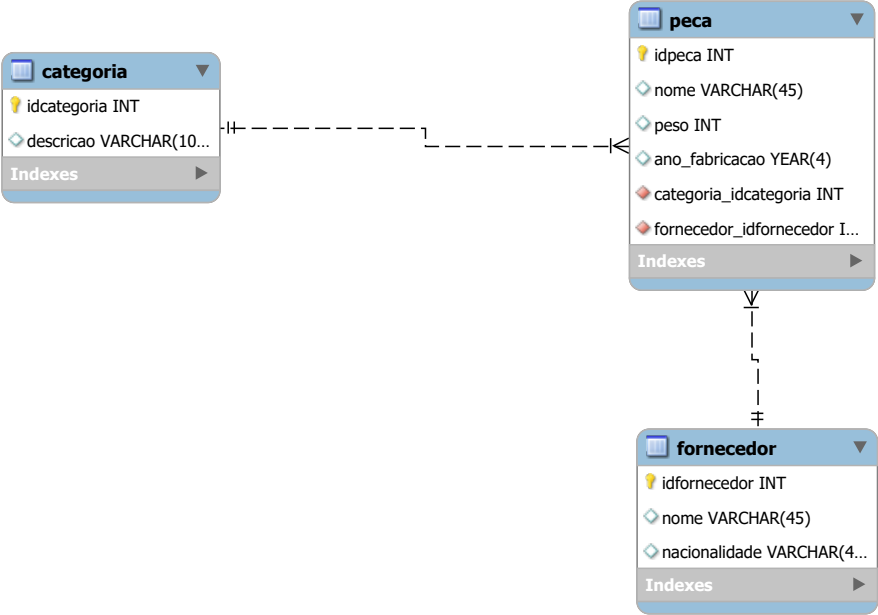 categoria
idcategoria INT
descricao VARCHAR(10...
Indexes
peca
idpeca INT
nome VARCHAR(45)
peso INT
ano_fabricacao YEAR(4)
categoria_idcategoria INT
fornecedor_idfornecedor I...
Indexes
fornecedor
idfornecedor INT
nome VARCHAR(45)
nacionalidade VARCHAR(4...
Indexes